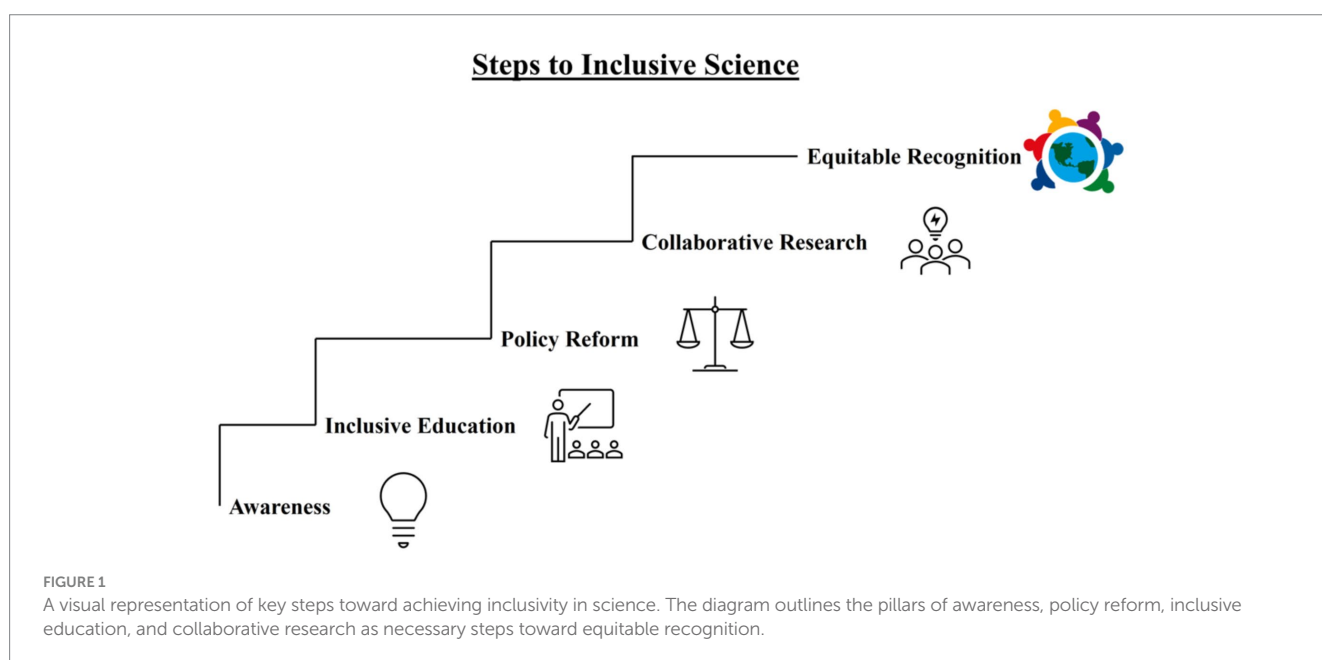 Steps to Inclusive Science
Equitable Recognition
Collaborative Research
Policy Reform
Inclusive Education
Awareness
FIGURE 1
A visual representation of key steps toward achieving inclusivity in science. The diagram outlines the pillars of awareness, policy reform, inclusive
education, and collaborative research as necessary steps toward equitable recognition.